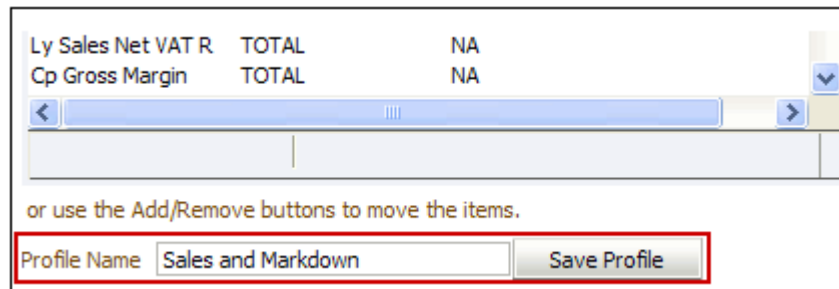 Ly Sales Net VAT R TOTAL NA
Cp Gross Margin TOTAL NA
or use the Add/Remove buttons to move the items.
Profile Name Sales and Markdown Save Profile